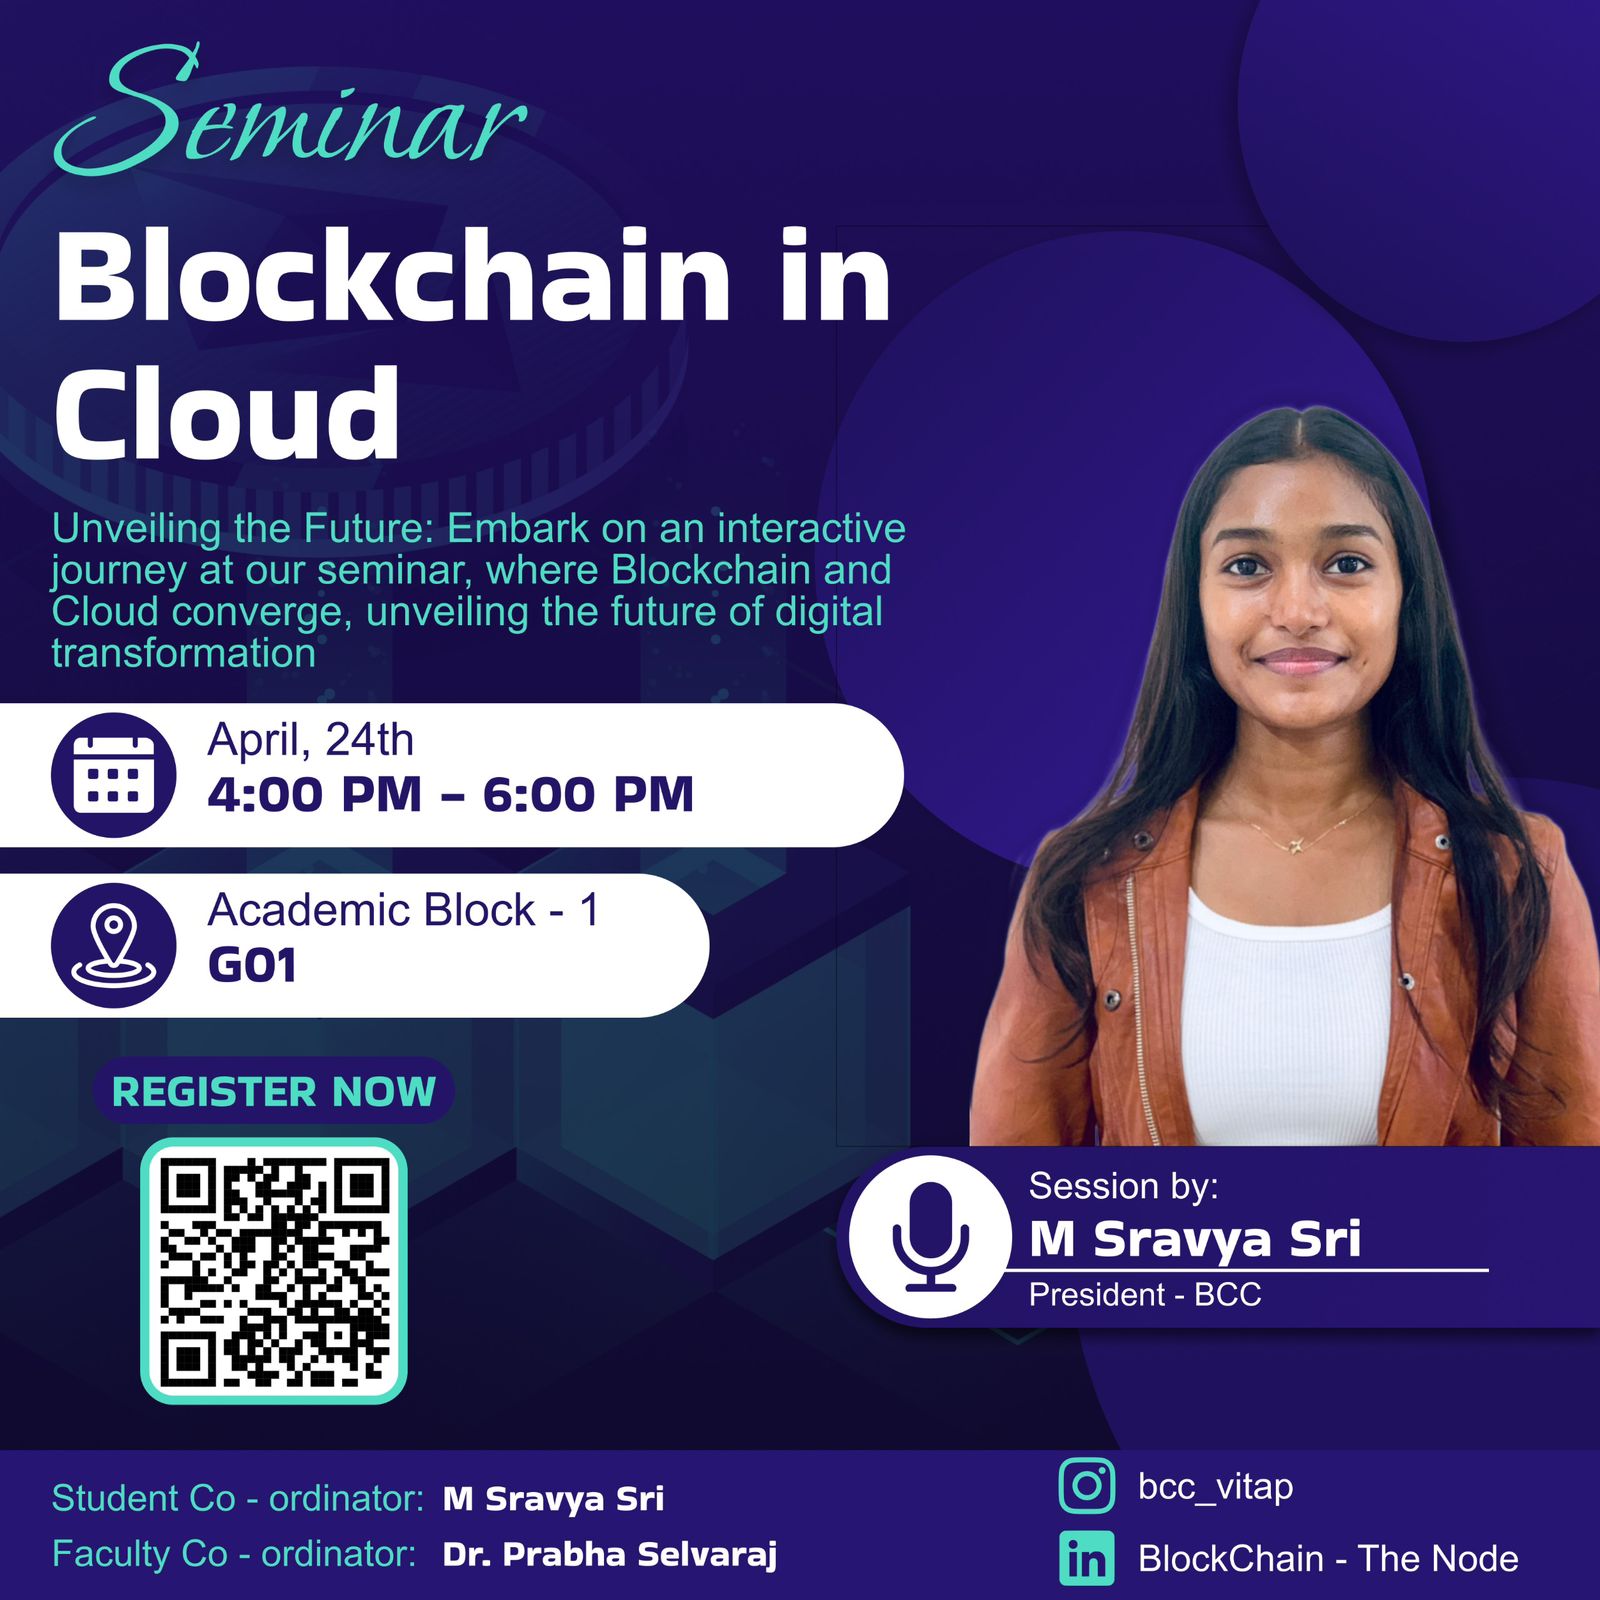 Seminar
Blockchain in
Cloud
Unveiling the Future: Embark on an interactive
journey at our seminar, where Blockchain and
Cloud converge, unveiling the future of digital
transformation
April, 24th
4:00 PM – 6:00 PM
Academic Block - 1
G01
REGISTER NOW
Session by:
M Sravya Sri
President - BCC
Student Co - ordinator: M Sravya Sri
Faculty Co - ordinator: Dr. Prabha Selvaraj
bcc_vitap
in BlockChain - The Node